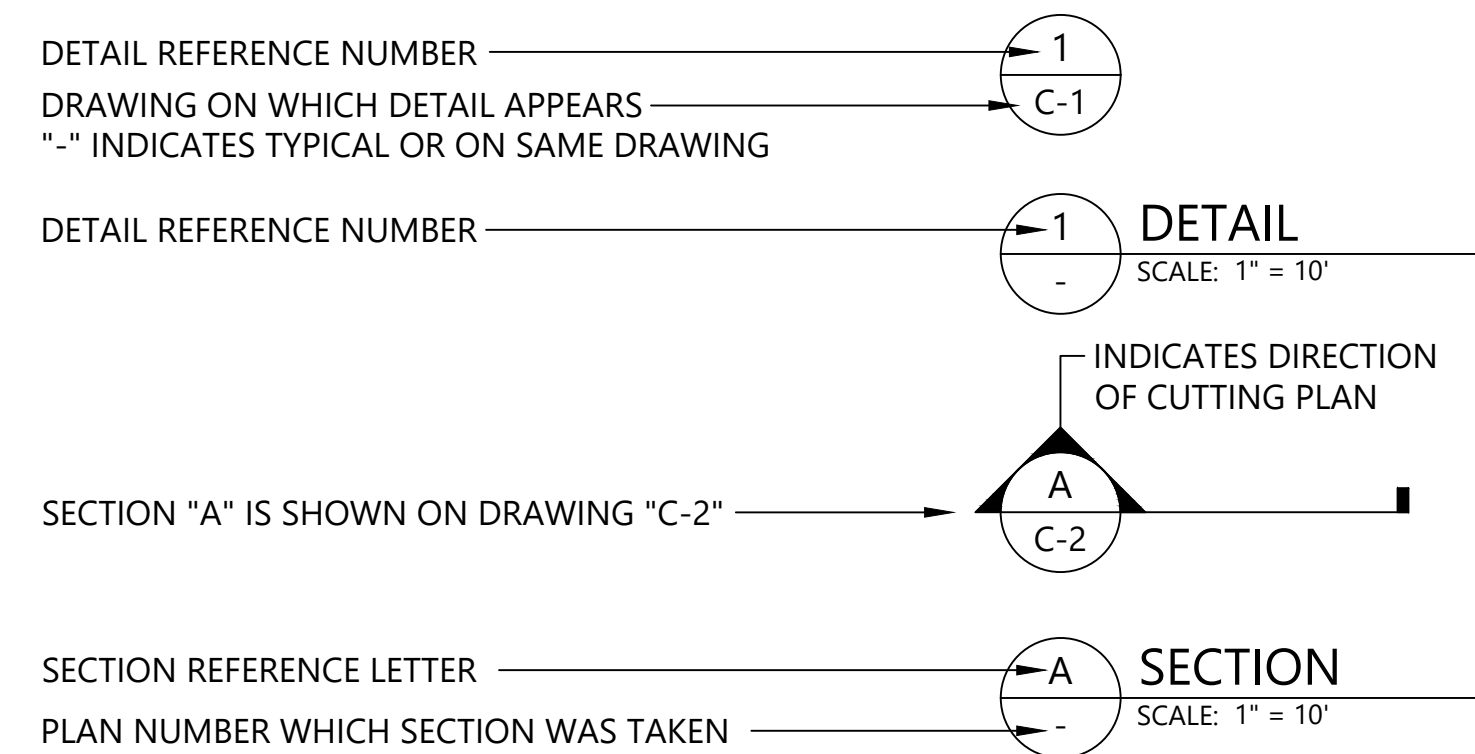 DETAIL REFERENCE NUMBER
1
DRAWING ON WHICH DETAIL APPEARS
C-1
"-" INDICATES TYPICAL OR ON SAME DRAWING
DETAIL REFERENCE NUMBER
1
DETAIL
-
SCALE: 1" = 10'
INDICATES DIRECTION
OF CUTTING PLAN
SECTION "A" IS SHOWN ON DRAWING "C-2"
A
C-2
SECTION REFERENCE LETTER
A
SECTION
SCALE: 1" = 10'
PLAN NUMBER WHICH SECTION WAS TAKEN
-